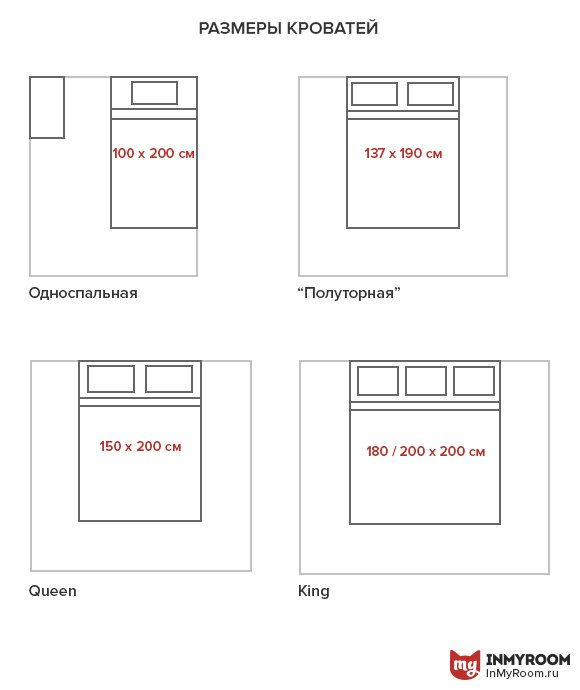 РАЗМЕРЫ КРОВАТЕЙ
100 x 200 см
137 x 190 см
Односпальная
“Полуторная”
150 x 200 см
180 / 200 x 200 см
Queen
King
my
INMYROOM
InMyRoom.ru